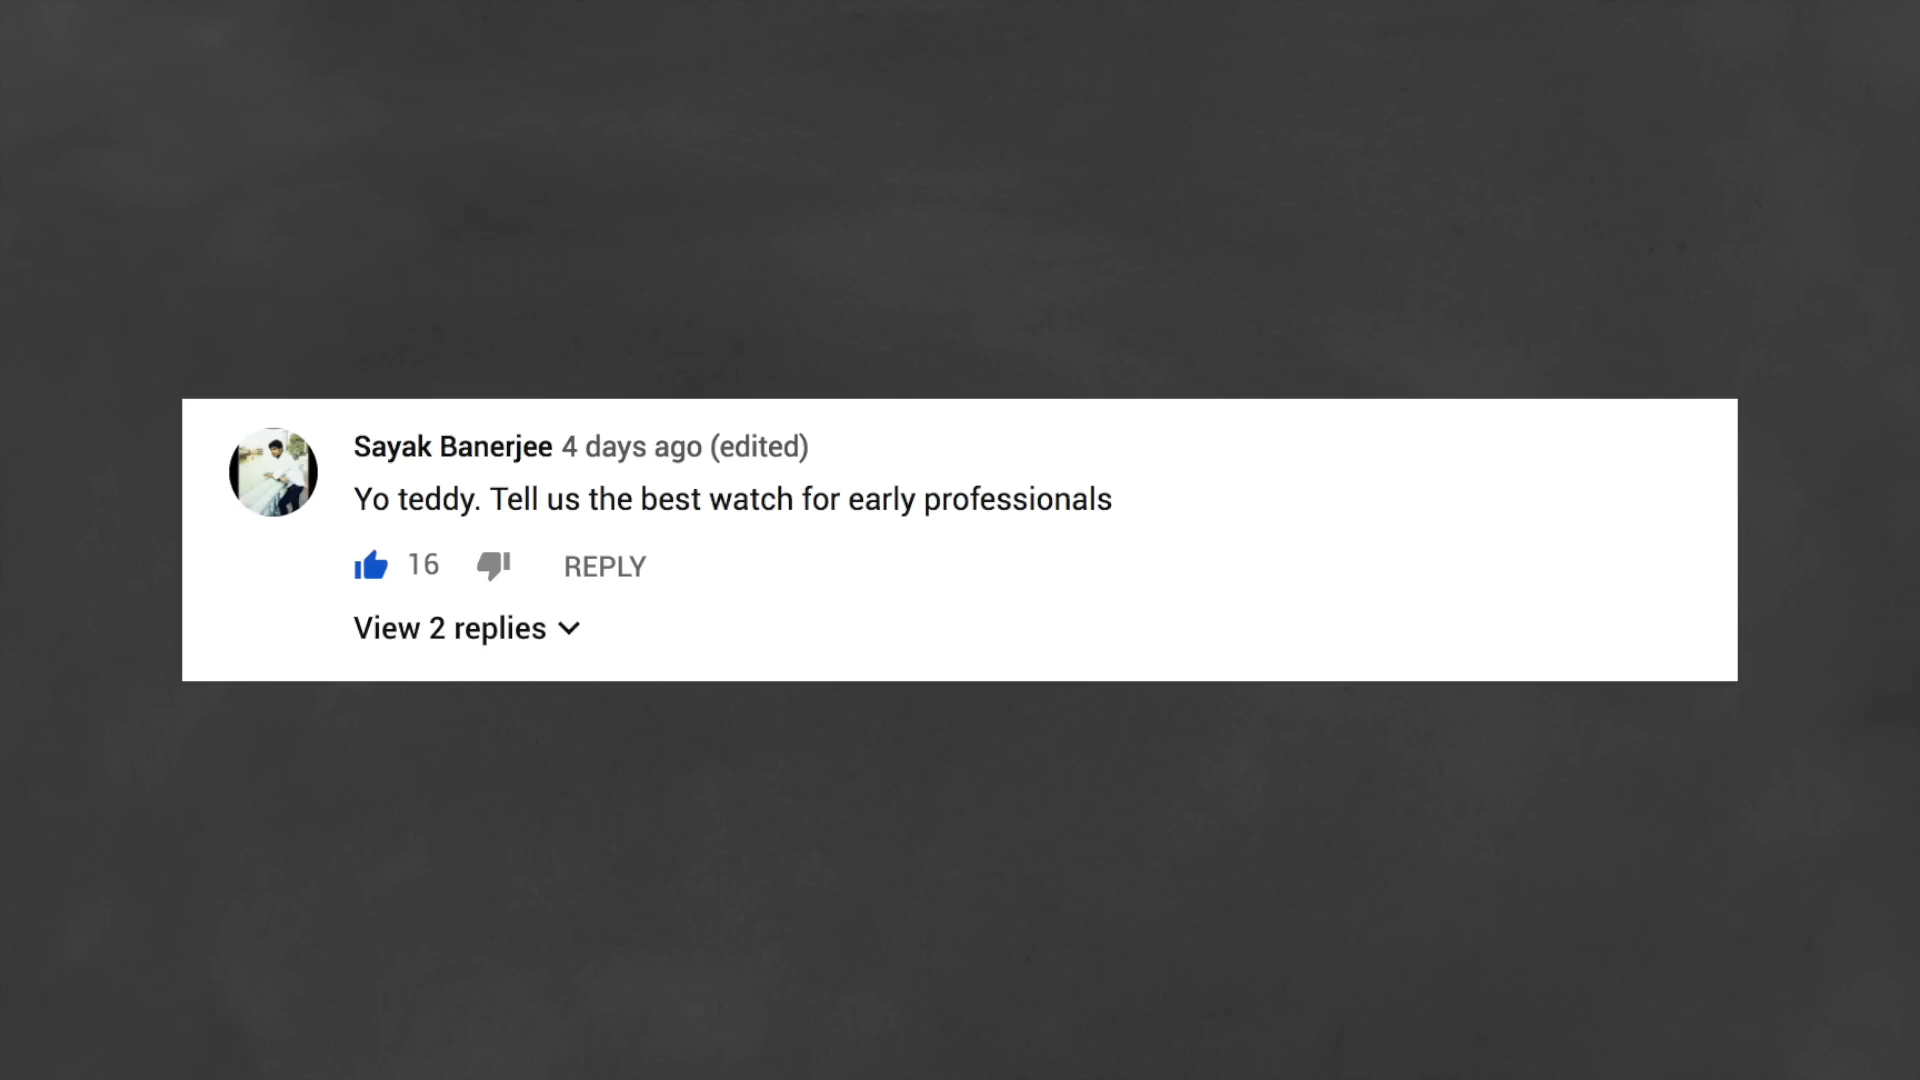 Sayak Banerjee 4 days ago (edited)
Yo teddy. Tell us the best watch for early professionals
16 REPLY
View 2 replies